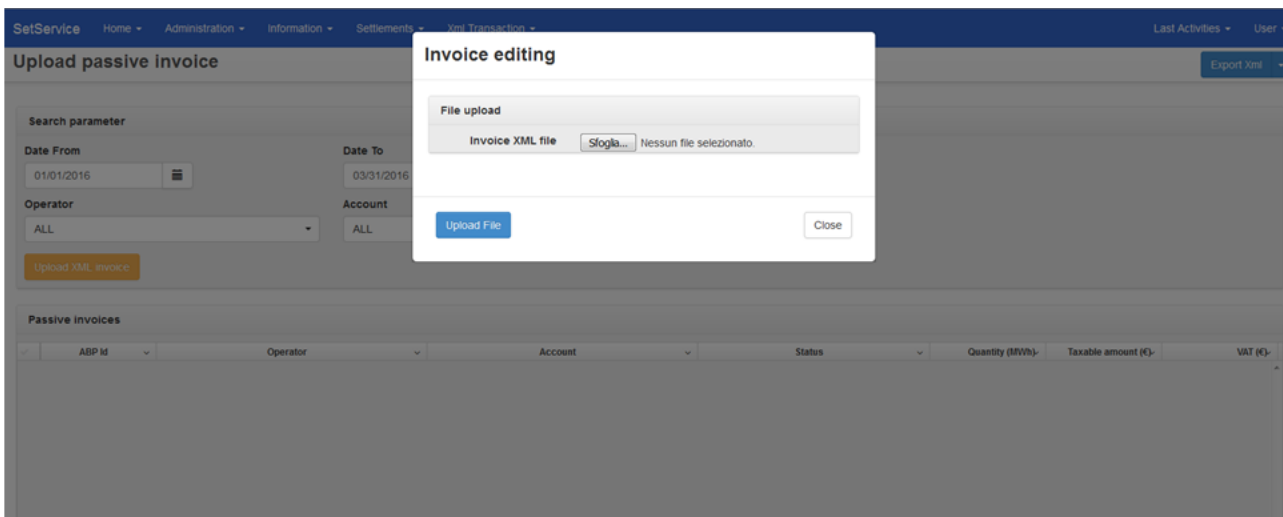 SetService Home Administration Information Settlements Xml Transaction Last Activities User
Upload passive invoice
Export Xml
Invoice editing
File upload
Invoice XML file Sfoglia... Nessun file selezionato.
Upload File Close
Search parameter
Date From Date To
01/01/2016 03/31/2016
Operator Account
ALL ALL
Upload XML invoice
Passive invoices
ABP Id Operator Account Status Quantity (MWh) Taxable amount (€) VAT (€)